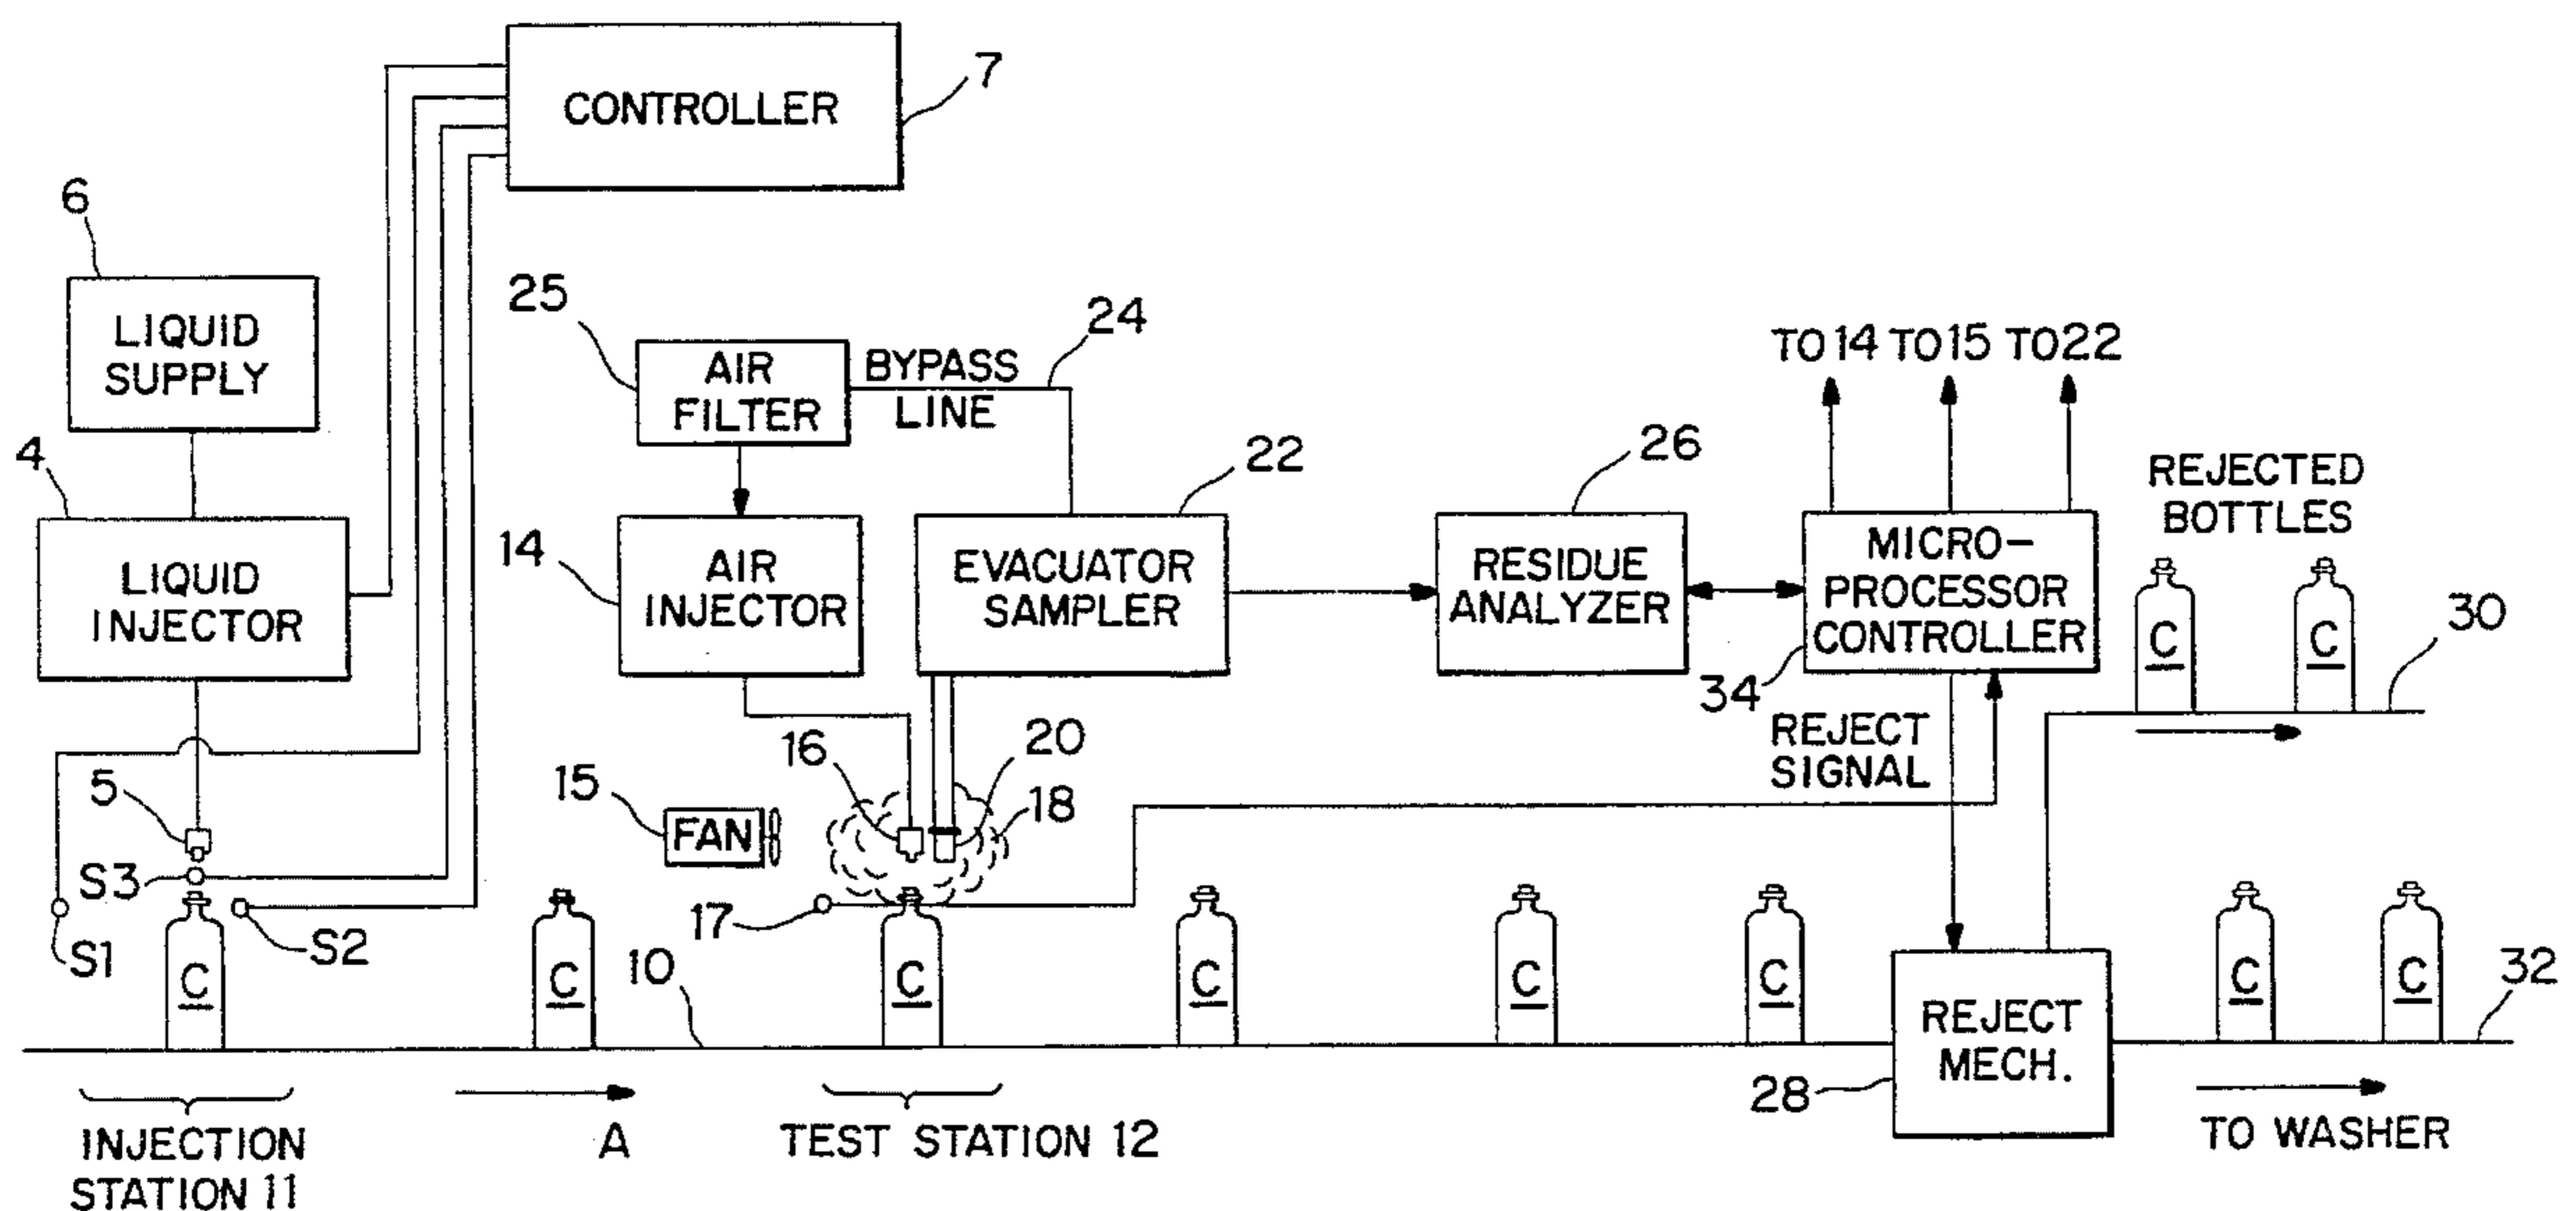 CONTROLLER
7
6
LIQUID
SUPPLY
4
LIQUID
INJECTOR
25
AIR
FILTER
BYPASS
LINE
24
14
AIR
INJECTOR
22
EVACUATOR
SAMPLER
26
RESIDUE
ANALYZER
TO 14 TO 15 TO 22
MICRO-
PROCESSOR
CONTROLLER
34
REJECTED
BOTTLES
C
C
30
REJECT
SIGNAL
5
S3
S1
S2
15
FAN
16
20
18
17
10
C
C
C
C
C
C
REJECT
MECH.
28
C
C
32
INJECTION
STATION 11
A
TEST STATION 12
TO WASHER